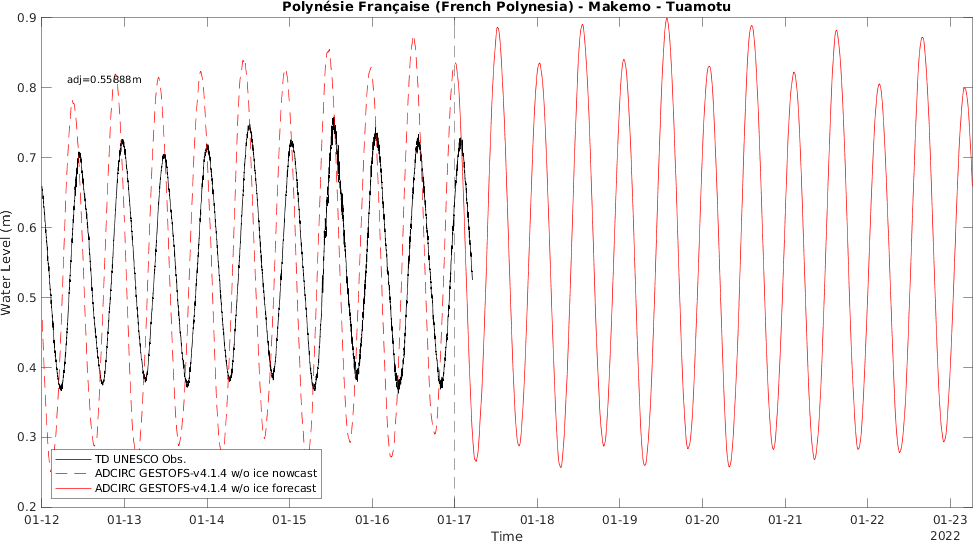 Polynésie Française (French Polynesia) - Makemo - Tuamotu
0.9
0.8
0.7
0.6
0.5
0.4
0.3
0.2
Water Level (m)
adj=0.55888m
TD UNESCO Obs.
ADCIRC GESTOFS-v4.1.4 w/o ice nowcast
ADCIRC GESTOFS-v4.1.4 w/o ice forecast
01-12 01-13 01-14 01-15 01-16 01-17 01-18 01-19 01-20 01-21 01-22 01-23
Time
2022